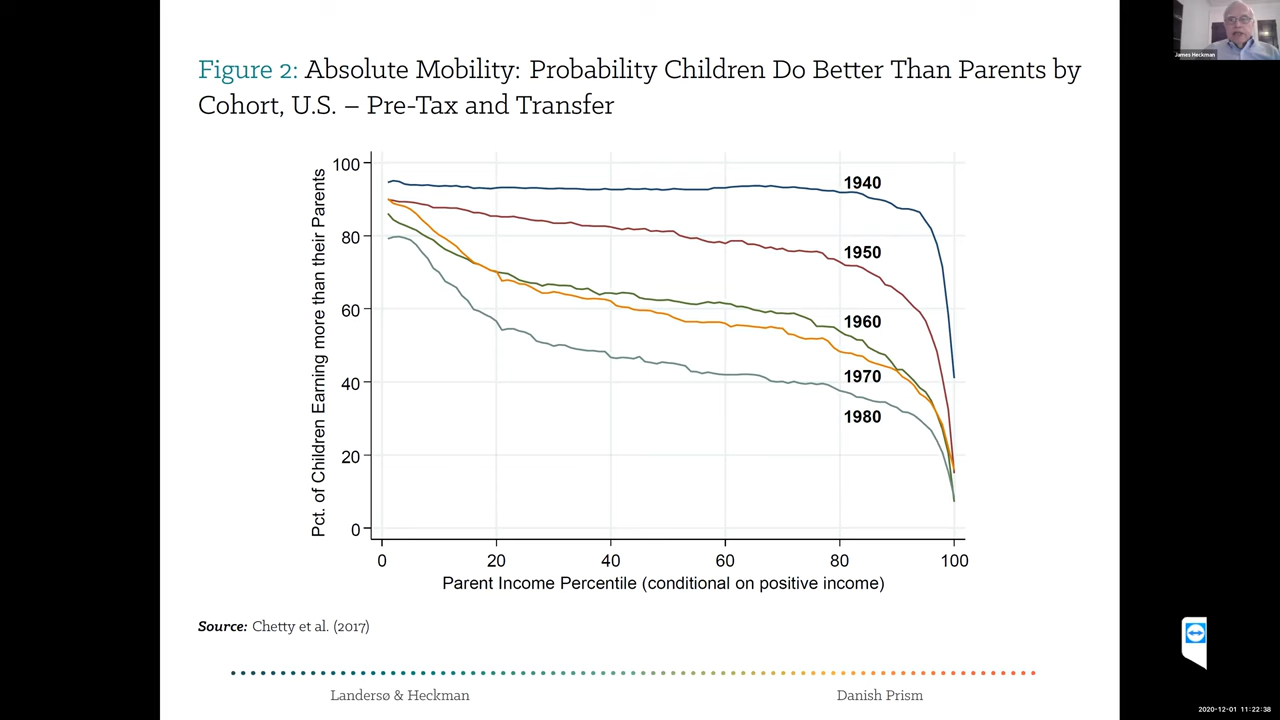 James Heckman
Figure 2: Absolute Mobility: Probability Children Do Better Than Parents by
Cohort, U.S. – Pre-Tax and Transfer
Pct. of Children Earning more than their Parents
100
80
60
40
20
0
1940
1950
1960
1970
1980
0 20 40 60 80 100
Parent Income Percentile (conditional on positive income)
Source: Chetty et al. (2017)
Landersø & Heckman
Danish Prism
2020-12-01 11:22:38